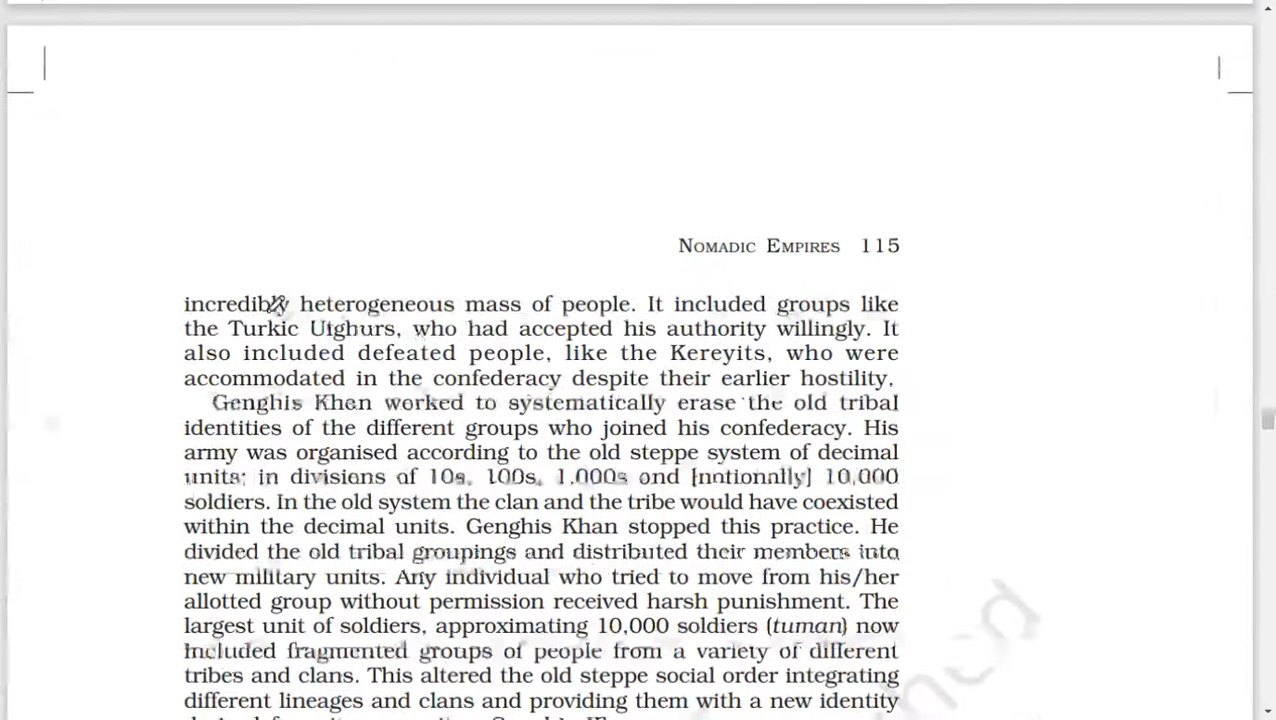 NOMADIC EMPIRES 115
incredibly heterogeneous mass of people. It included groups like
the Turkic Uighurs, who had accepted his authority willingly. It
also included defeated people, like the Kereyits, who were
accommodated in the confederacy despite their earlier hostility.
Genghis Khan worked to systematically erase the old tribal
identities of the different groups who joined his confederacy. His
army was organised according to the old steppe system of decimal
units: in divisions of 10s, 100s, 1,000s and [notionally] 10,000
soldiers. In the old system the clan and the tribe would have coexisted
within the decimal units. Genghis Khan stopped this practice. He
divided the old tribal groupings and distributed their members into
new military units. Any individual who tried to move from his/her
allotted group without permission received harsh punishment. The
largest unit of soldiers, approximating 10,000 soldiers (tuman) now
included fragmented groups of people from a variety of different
tribes and clans. This altered the old steppe social order integrating
different lineages and clans and providing them with a new identity